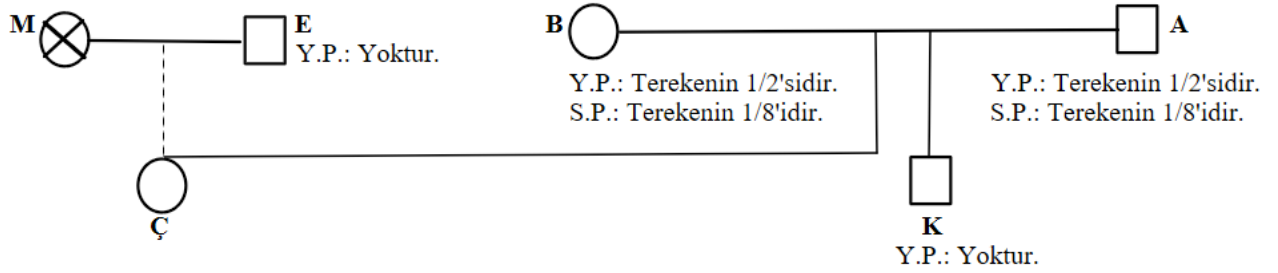 M
E
Y.P.: Yoktur.
B
Y.P.: Terekenin 1/2'sidir.
S.P.: Terekenin 1/8'idir.
A
Y.P.: Terekenin 1/2'sidir.
S.P.: Terekenin 1/8'idir.
Ç
K
Y.P.: Yoktur.